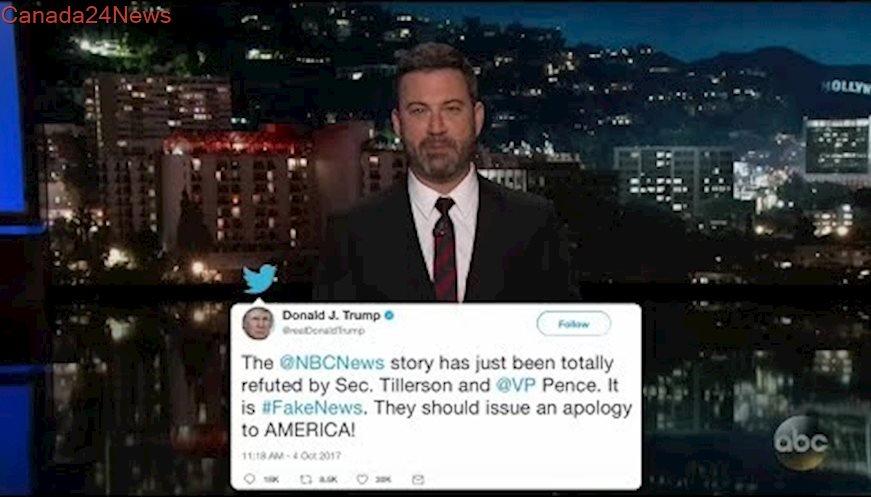 Canada24News
HOLLYW
Donald J. Trump
@realDonaldTrump
Follow
The @NBCNews story has just been totally
refuted by Sec. Tillerson and @VP Pence. It
is #FakeNews. They should issue an apology
to AMERICA!
11:18 AM - 4 Oct 2017
abc